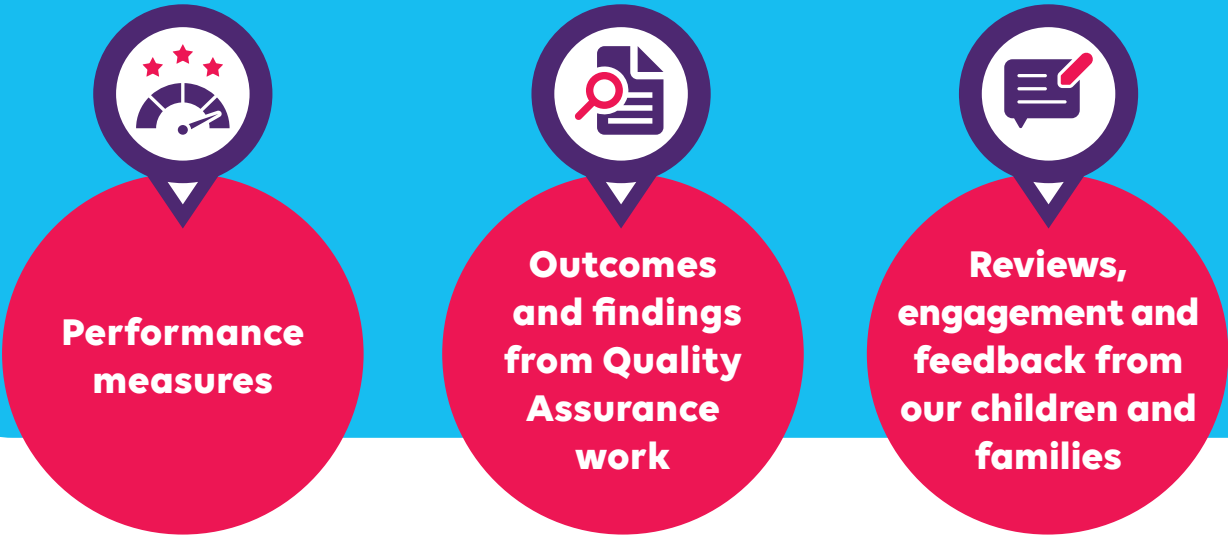 Performance
measures
Outcomes
and findings
from Quality
Assurance
work
Reviews,
engagement and
feedback from
our children and
families